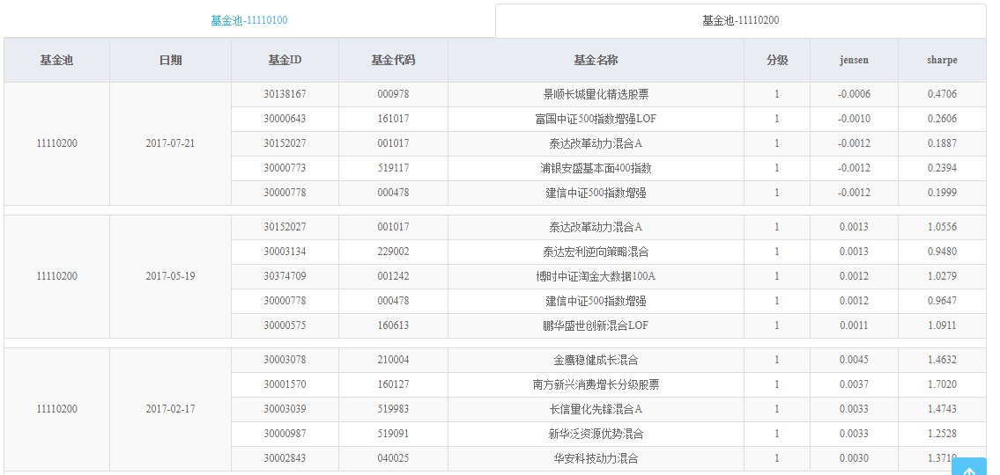 基金池-11110100 基金池-11110200
基金池 日期 基金ID 基金代码 基金名称 分级 jensen sharpe
30138167 000978 景顺长城量化精选股票 1 -0.0006 0.4706
30000643 161017 富国中证500指数增强LOF 1 -0.0010 0.2606
11110200 2017-07-21 30152027 001017 泰达改革动力混合A 1 -0.0012 0.1887
30000773 519117 浦银安盛基本面400指数 1 -0.0012 0.2394
30000778 000478 建信中证500指数增强 1 -0.0012 0.1999
30152027 001017 泰达改革动力混合A 1 0.0013 1.0556
30003134 229002 泰达宏利逆向策略混合 1 0.0013 0.9480
11110200 2017-05-19 30374709 001242 博时中证淘金大数据100A 1 0.0012 1.0279
30000778 000478 建信中证500指数增强 1 0.0012 0.9647
30000575 160613 鹏华盛世创新混合LOF 1 0.0011 1.0911
30003078 210004 金鹰稳健成长混合 1 0.0045 1.4632
30001570 160127 南方新兴消费增长分级股票 1 0.0037 1.7020
11110200 2017-02-17 30003039 519983 长信量化先锋混合A 1 0.0033 1.4743
30000987 519091 新华泛资源优势混合 1 0.0033 1.2528
30002843 040025 华安科技动力混合 1 0.0030 1.3710